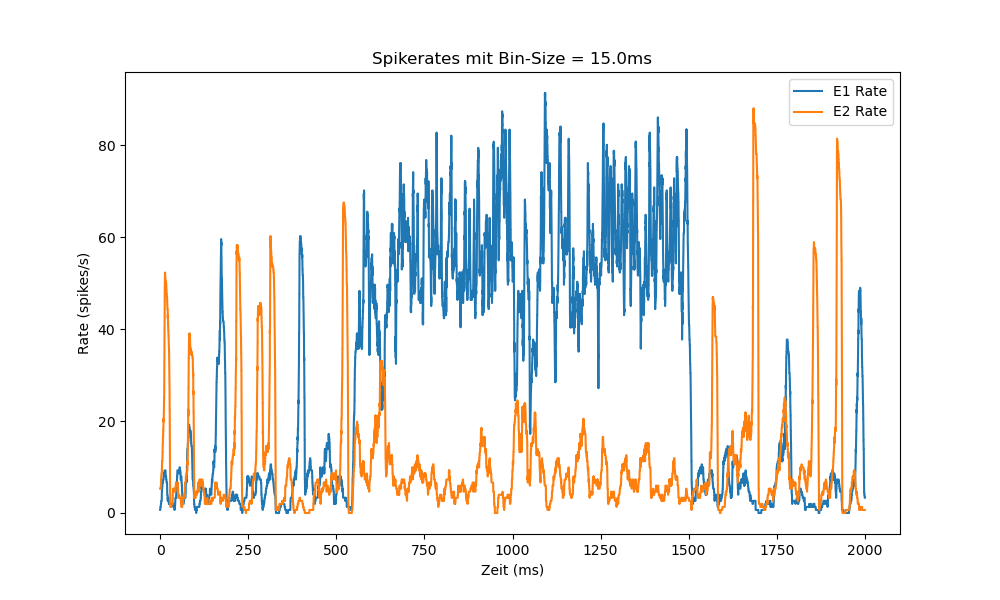 Spikerates mit Bin-Size = 15.0ms
E1 Rate
E2 Rate
Rate (spikes/s)
80
60
40
20
0
0 250 500 750 1000 1250 1500 1750 2000
Zeit (ms)